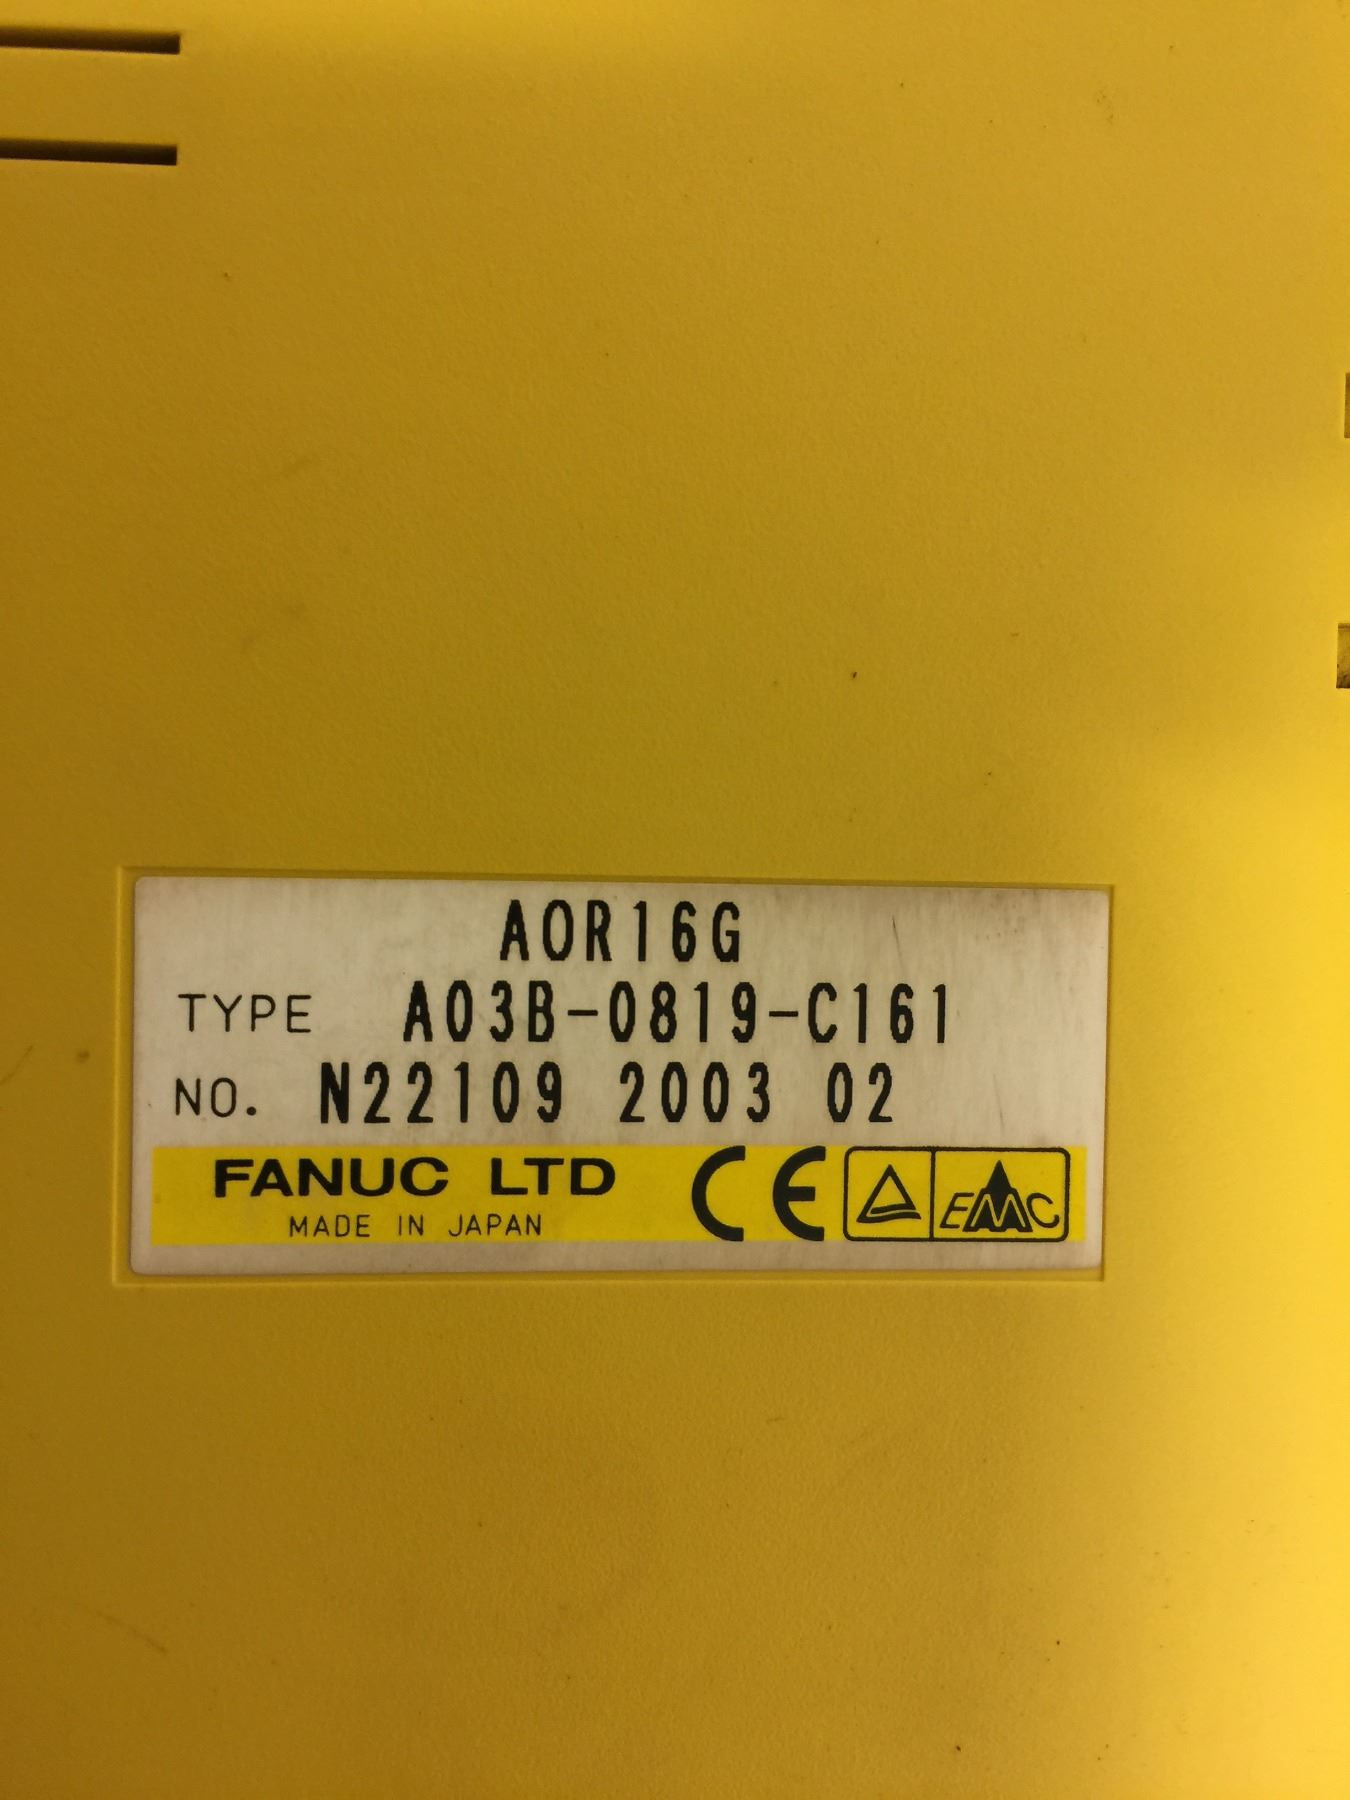 AOR16G
TYPE A03B-0819-C161
NO. N22109 2003 02
FANUC LTD CE EMC
MADE IN JAPAN